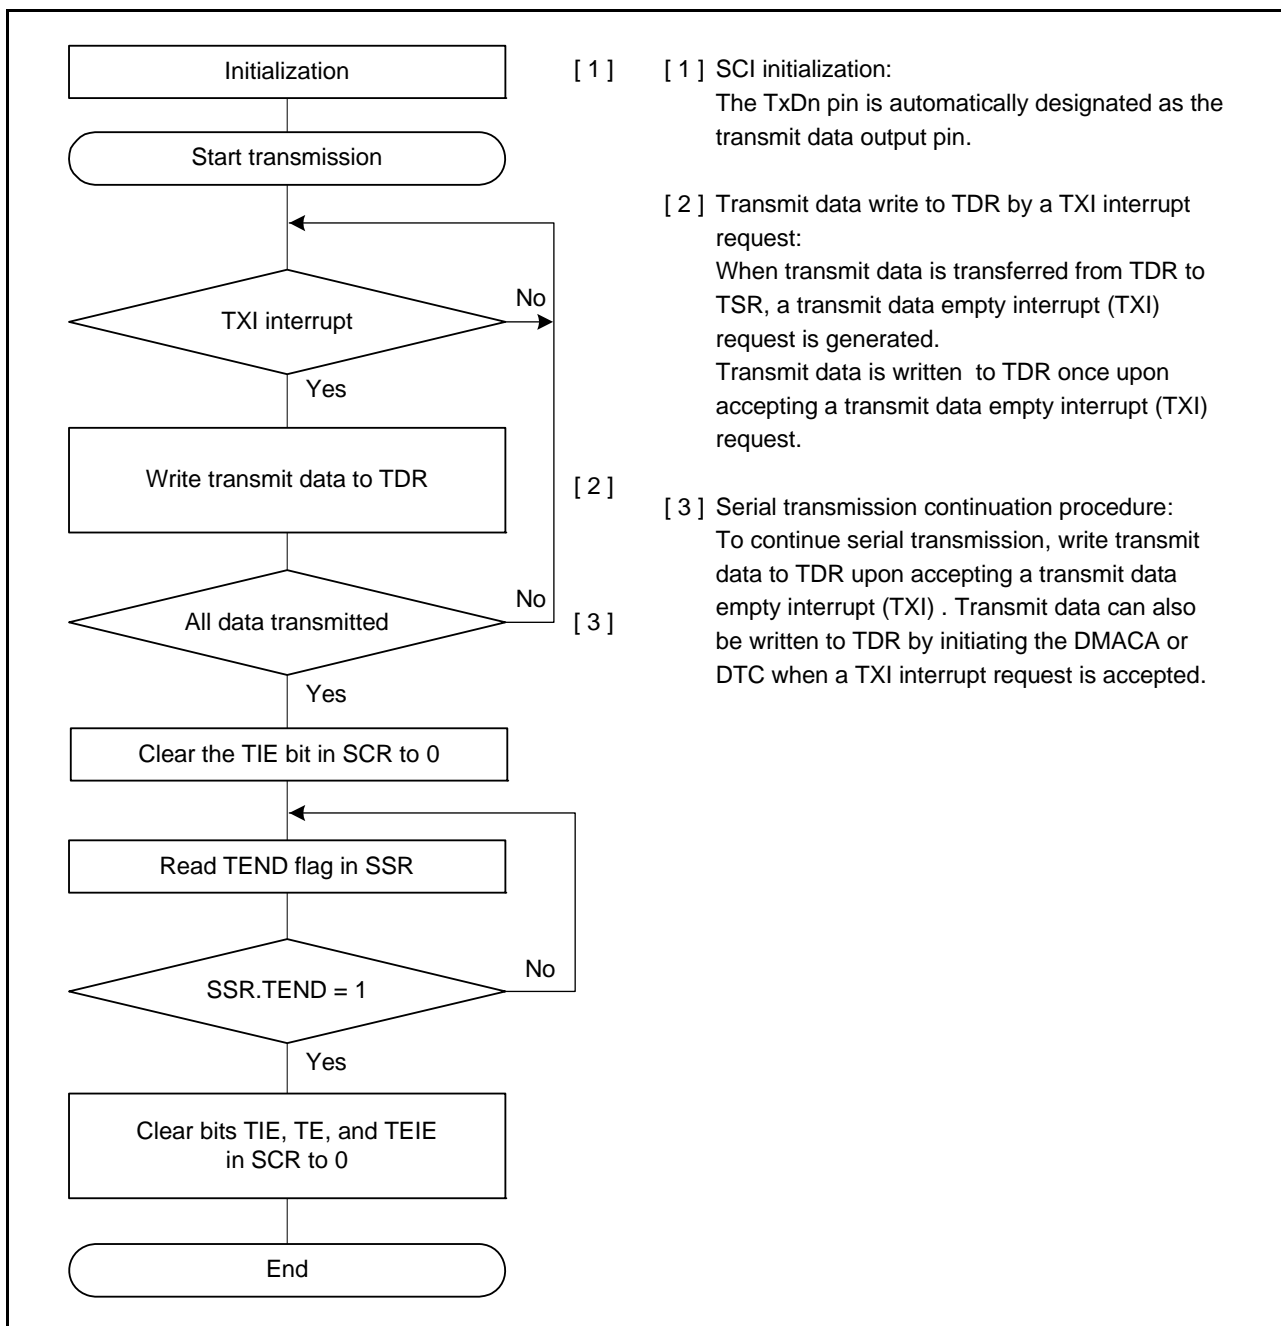 Initialization
[ 1 ]
Start transmission
TXI interrupt
No
Yes
Write transmit data to TDR
[ 2 ]
All data transmitted
No
[ 3 ]
Yes
Clear the TIE bit in SCR to 0
Read TEND flag in SSR
SSR.TEND = 1
No
Yes
Clear bits TIE, TE, and TEIE
in SCR to 0
End
[ 1 ] SCI initialization:
The TxDn pin is automatically designated as the
transmit data output pin.
[ 2 ] Transmit data write to TDR by a TXI interrupt
request:
When transmit data is transferred from TDR to
TSR, a transmit data empty interrupt (TXI)
request is generated.
Transmit data is written  to TDR once upon
accepting a transmit data empty interrupt (TXI)
request.
[ 3 ] Serial transmission continuation procedure:
To continue serial transmission, write transmit
data to TDR upon accepting a transmit data
empty interrupt (TXI) . Transmit data can also
be written to TDR by initiating the DMACA or
DTC when a TXI interrupt request is accepted.